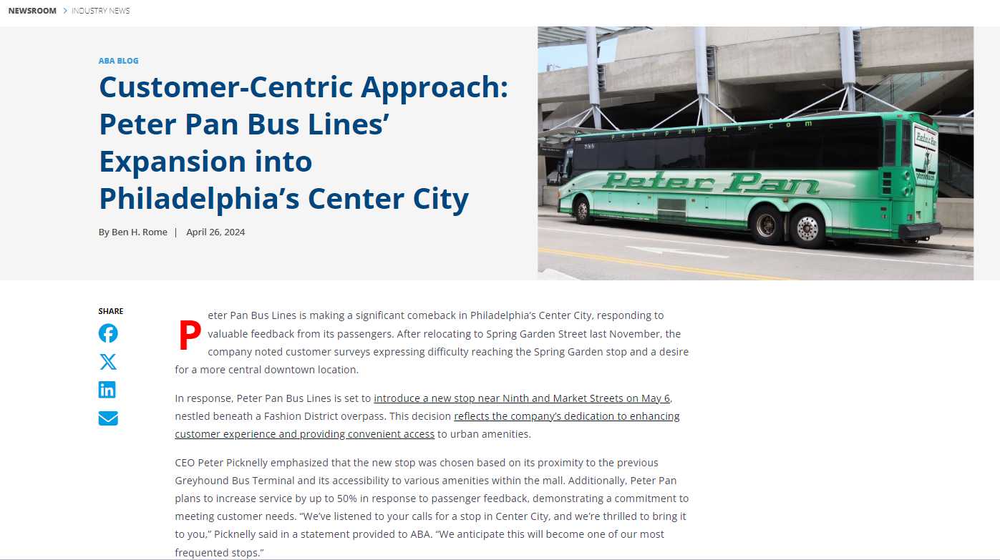 NEWSROOM > INDUSTRY NEWS
ABA BLOG
Customer-Centric Approach:
Peter Pan Bus Lines’
Expansion into
Philadelphia’s Center City
By Ben H. Rome | April 26, 2024
peterpanbus.com
Peter Pan
Peter Pan
SHARE
Peter Pan Bus Lines is making a significant comeback in Philadelphia’s Center City, responding to
valuable feedback from its passengers. After relocating to Spring Garden Street last November, the
company noted customer surveys expressing difficulty reaching the Spring Garden stop and a desire
for a more central downtown location.
In response, Peter Pan Bus Lines is set to introduce a new stop near Ninth and Market Streets on May 6,
nestled beneath a Fashion District overpass. This decision reflects the company’s dedication to enhancing
customer experience and providing convenient access to urban amenities.
CEO Peter Picknelly emphasized that the new stop was chosen based on its proximity to the previous
Greyhound Bus Terminal and its accessibility to various amenities within the mall. Additionally, Peter Pan
plans to increase service by up to 50% in response to passenger feedback, demonstrating a commitment to
meeting customer needs. “We’ve listened to your calls for a stop in Center City, and we’re thrilled to bring it
to you,” Picknelly said in a statement provided to ABA. “We anticipate this will become one of our most
frequented stops.”